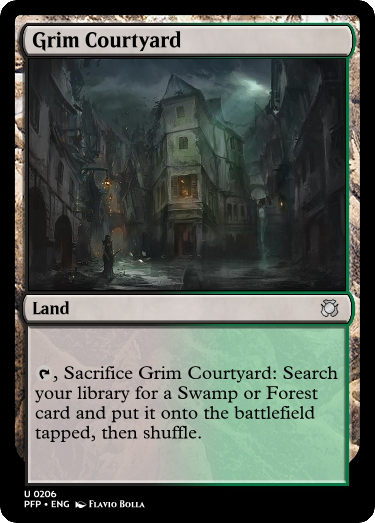 Grim Courtyard
Land
, Sacrifice Grim Courtyard: Search
your library for a Swamp or Forest
card and put it onto the battlefield
tapped, then shuffle.
U 0206
PFP • ENG Flavio Bolla